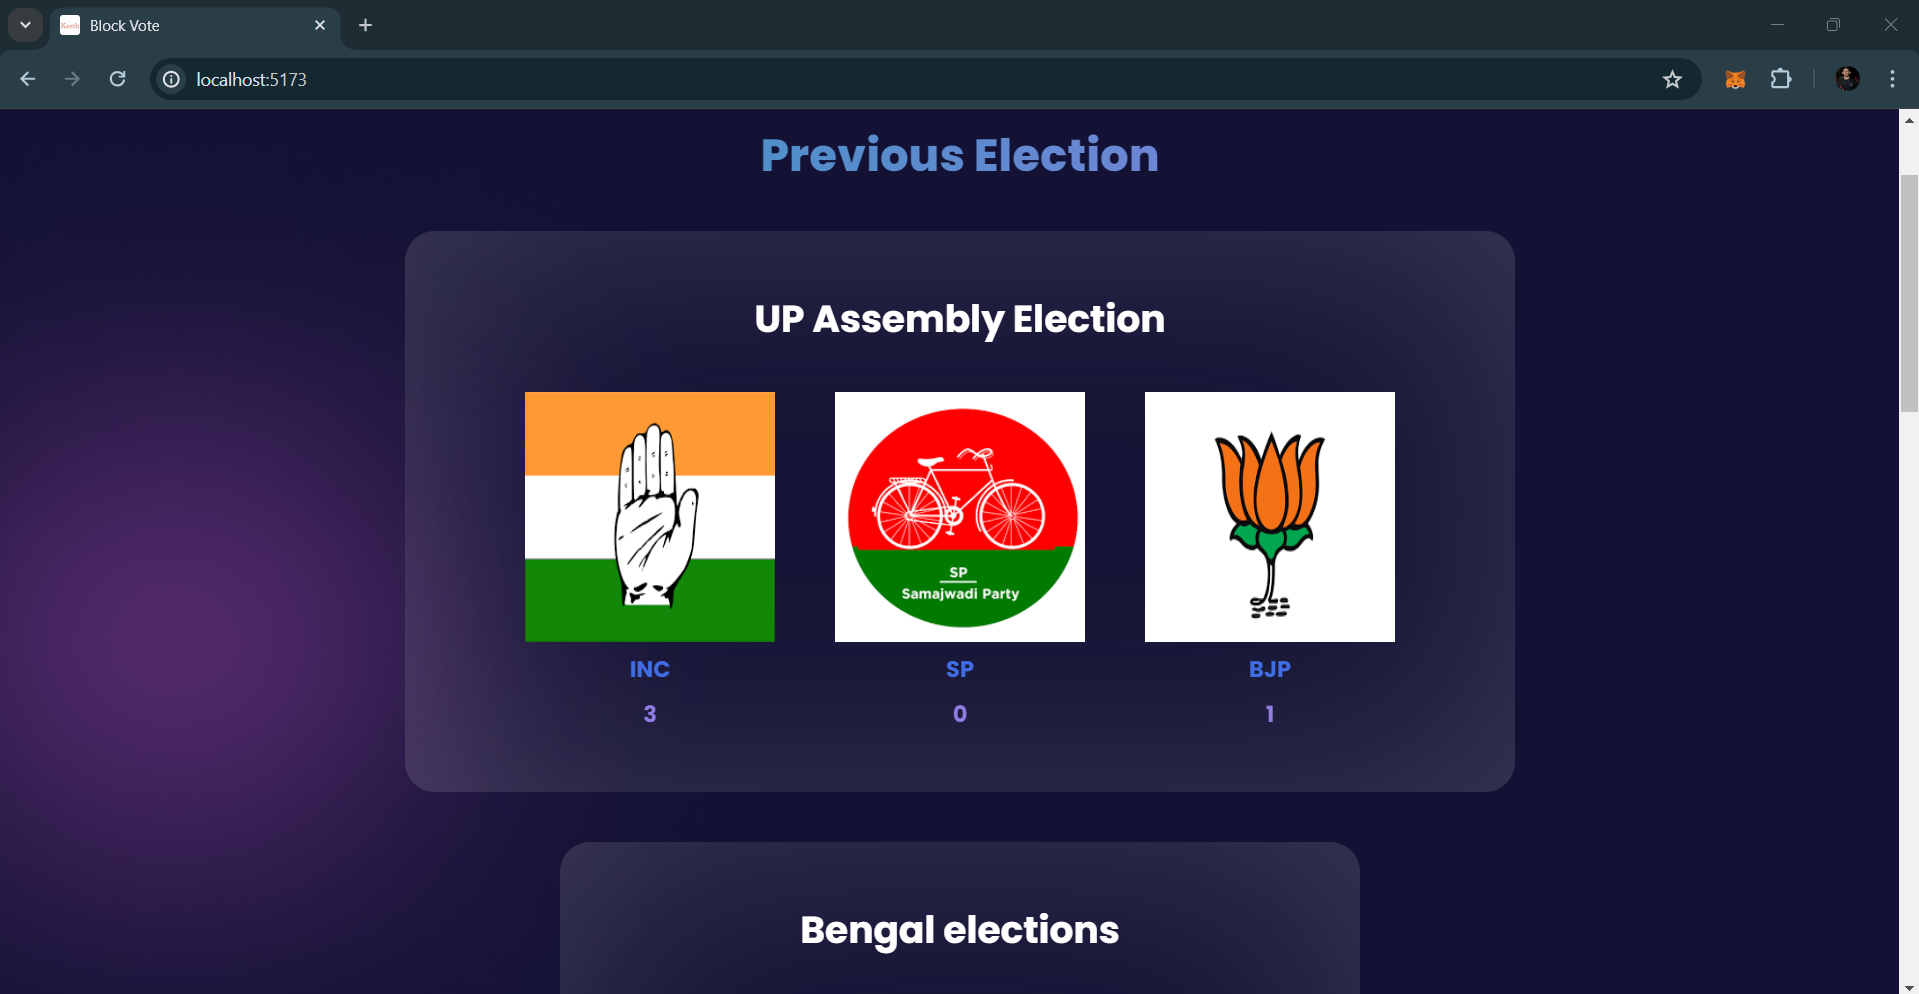 Block Vote
localhost:5173
Previous Election
UP Assembly Election
SP
Samajwadi Party
INC
SP
BJP
3
0
1
Bengal elections